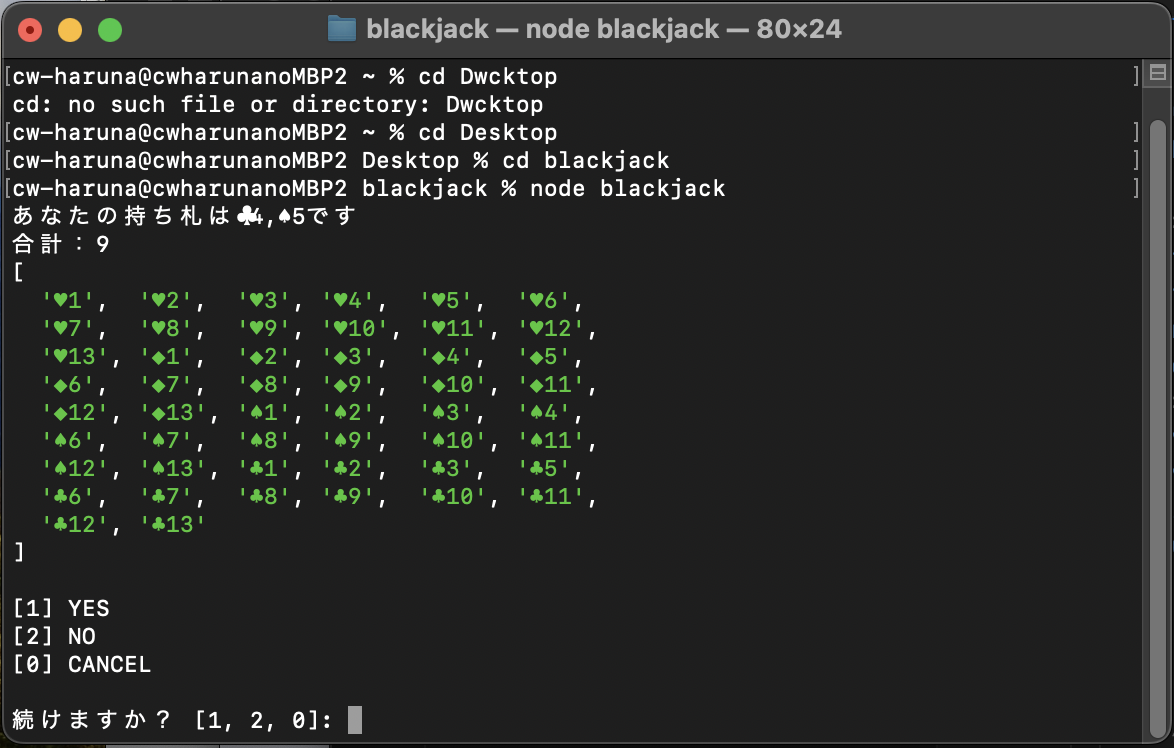 blackjack — node blackjack — 80×24
[cw-haruna@cwharunanoMBP2 ~ % cd Dwcktop ]
cd: no such file or directory: Dwcktop
[cw-haruna@cwharunanoMBP2 ~ % cd Desktop ]
[cw-haruna@cwharunanoMBP2 Desktop % cd blackjack ]
[cw-haruna@cwharunanoMBP2 blackjack % node blackjack ]
あなたの持ち札は♣4,♠5です
合計：9
[
'♥1', '♥2', '♥3', '♥4', '♥5', '♥6',
'♥7', '♥8', '♥9', '♥10', '♥11', '♥12',
'♥13', '◆1', '◆2', '◆3', '◆4', '◆5',
'◆6', '◆7', '◆8', '◆9', '◆10', '◆11',
'◆12', '◆13', '♠1', '♠2', '♠3', '♠4',
'♠6', '♠7', '♠8', '♠9', '♠10', '♠11',
'♠12', '♠13', '♣1', '♣2', '♣3', '♣5',
'♣6', '♣7', '♣8', '♣9', '♣10', '♣11',
'♣12', '♣13'
]
[1] YES
[2] NO
[0] CANCEL
続けますか？ [1, 2, 0]: